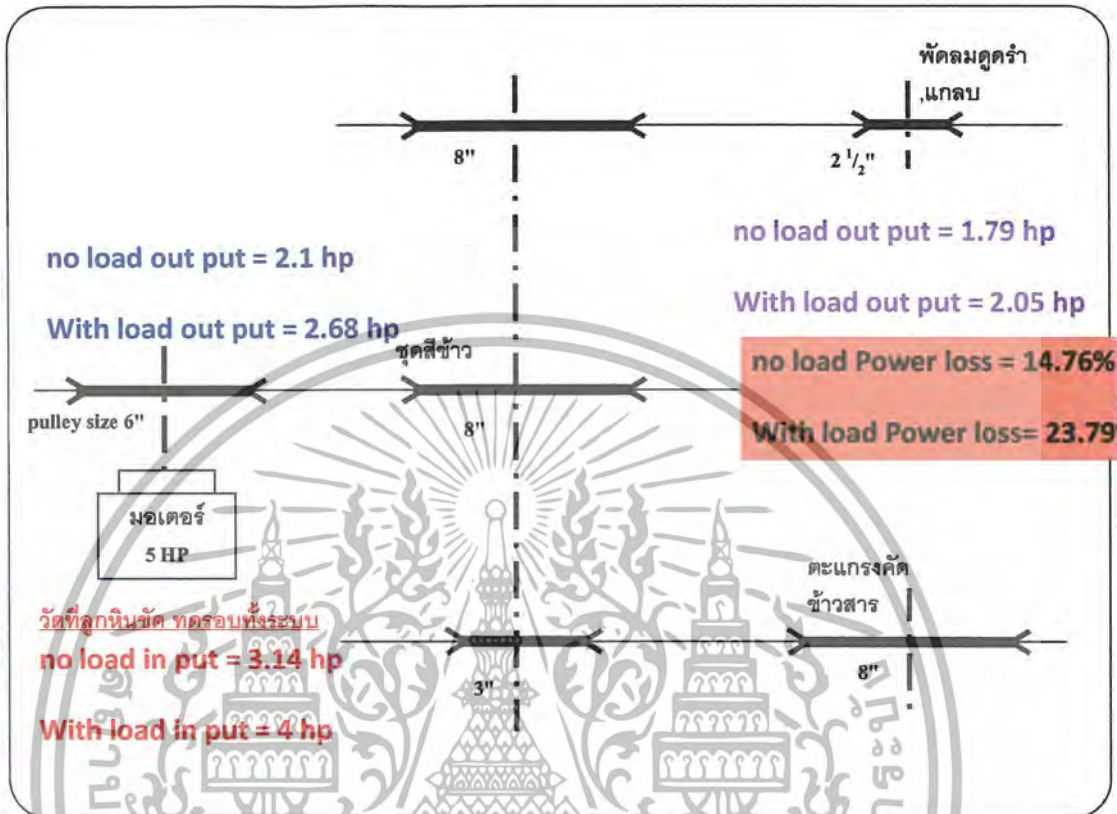 พัดลมดูดรำ
,แกลบ
8"
2 1/2"
no load out put = 1.79 hp
no load out put = 2.1 hp
With load out put = 2.05 hp
With load out put = 2.68 hp
ชุดสีข้าว
no load Power loss = 14.76%
pulley size 6"
8"
With load Power loss= 23.79
มอเตอร์
5 HP
ตะแกรงคัด
ข้าวสาร
วัดที่ลูกหินขัด ทดรอบทั้งระบบ
no load in put = 3.14 hp
3"
8"
With load in put = 4 hp